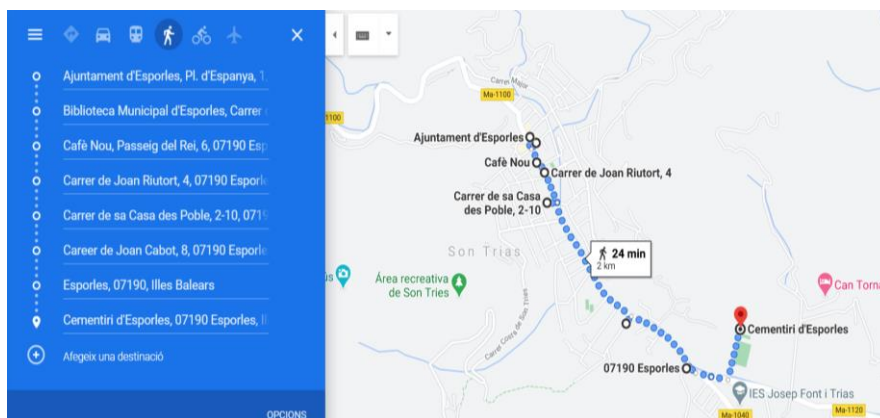 Ajuntament d'Esporles, Pl. d'Espanya, 1
Biblioteca Municipal d'Esporles, Carrer
Cafè Nou, Passeig del Rei, 6, 07190 Esp
Carrer de Joan Riutort, 4, 07190 Esporle
Carrer de sa Casa des Poble, 2-10, 0719
Career de Joan Cabot, 8, 07190 Esporle
Esporles, 07190, Illes Balears
Cementiri d'Esporles, 07190 Esporles,
Afegeix una destinació
OPCIONS
Carrer Major
Ma-1100
1100
Ajuntament d'Esporles
Cafè Nou
Carrer de Joan Riutort, 4
Carrer de sa Casa
des Poble, 2-10
Son Trias
24 min
2 km
Àrea recreativa
de Son Tries
Can Torna
Cementiri d'Esporles
07190 Esporles
IES Josep Font i Trias
Ma-1040
Ma-1120